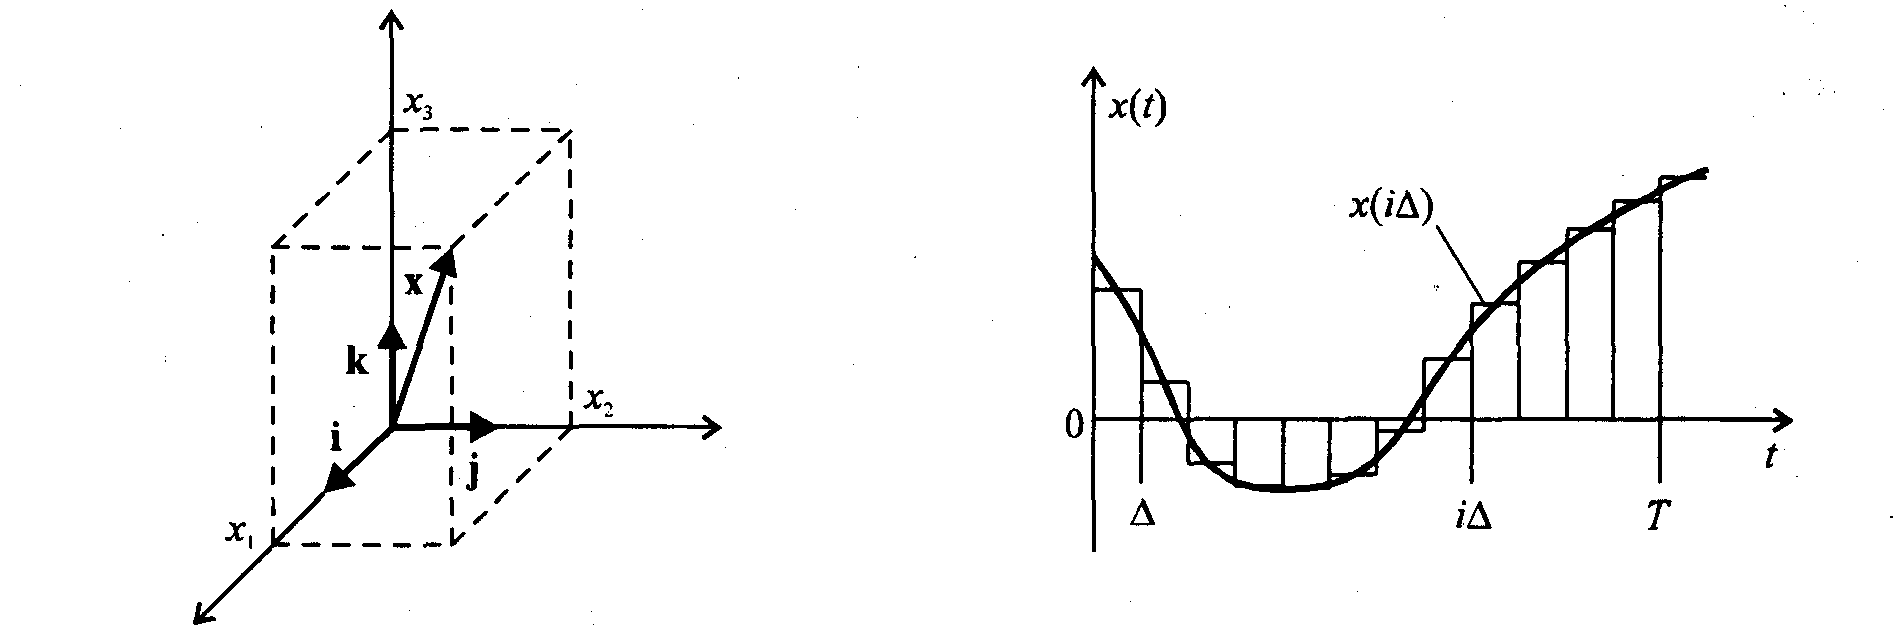 x₃
x
k
x₂
i
j
x₁
x(t)
x(iΔ)
0
t
Δ
iΔ
T